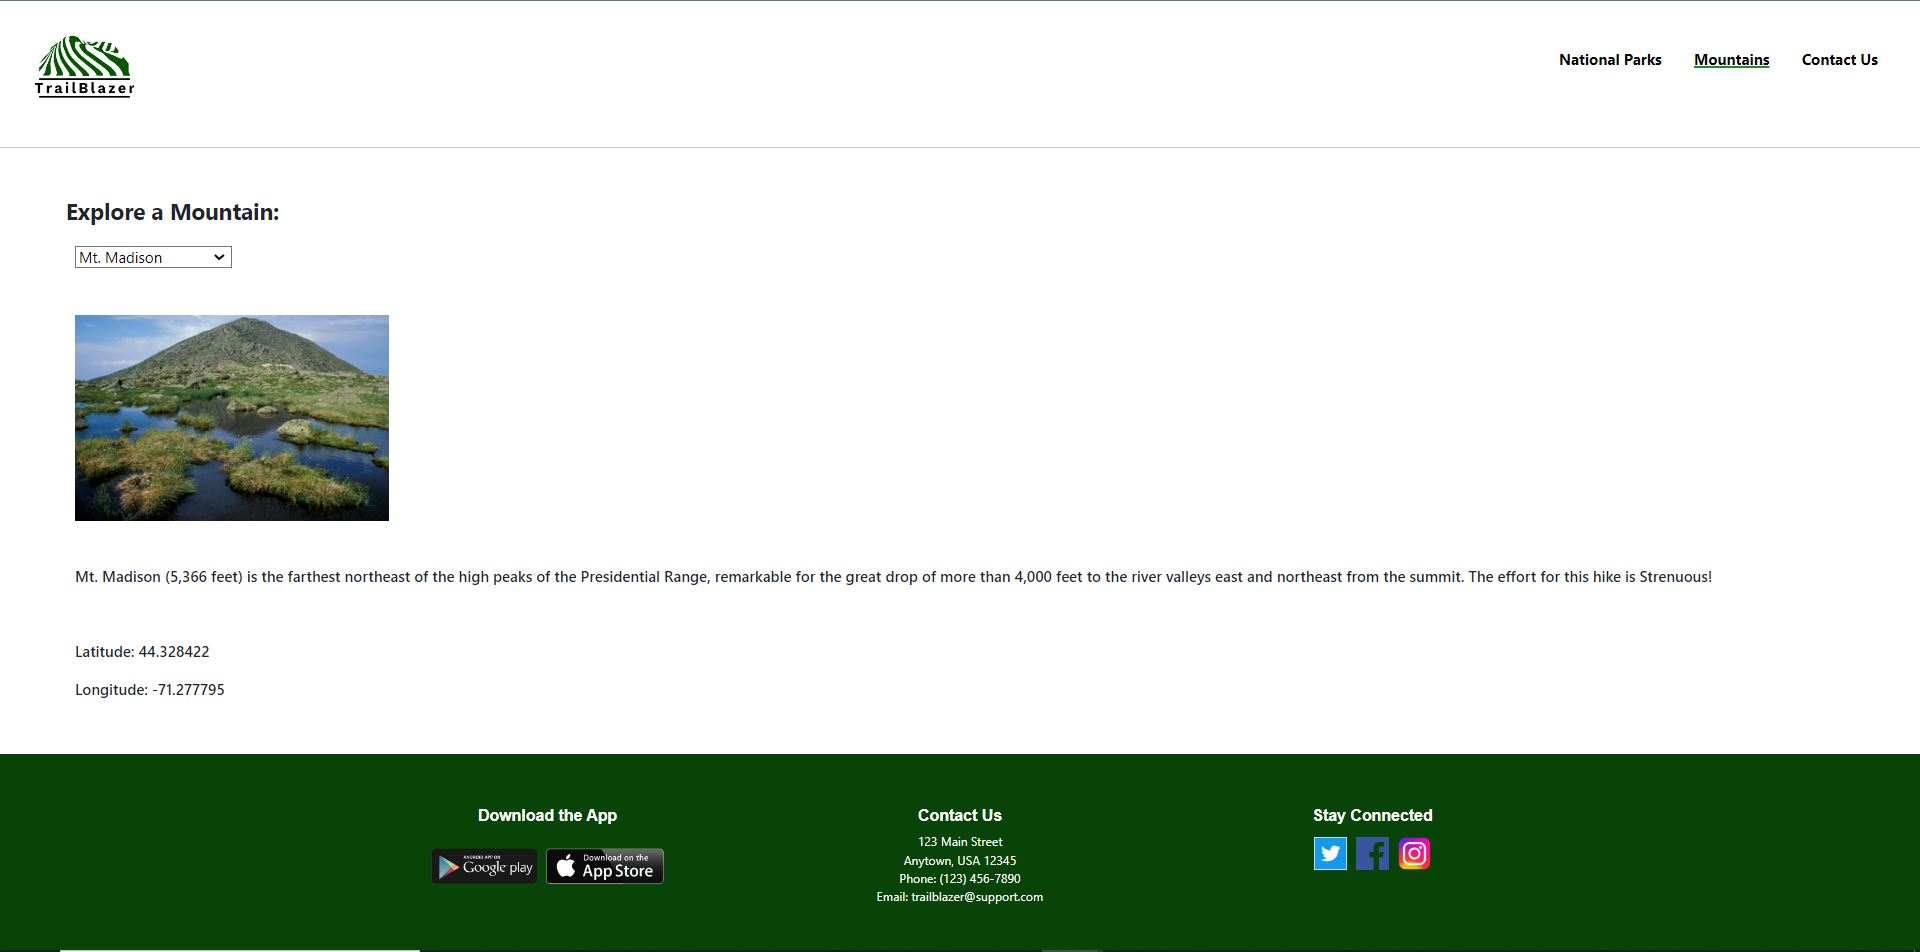 TrailBlazer
National Parks
Mountains
Contact Us
Explore a Mountain:
Mt. Madison
Mt. Madison (5,366 feet) is the farthest northeast of the high peaks of the Presidential Range, remarkable for the great drop of more than 4,000 feet to the river valleys east and northeast from the summit. The effort for this hike is Strenuous!
Latitude: 44.328422
Longitude: -71.277795
Download the App
ANDROID APP ON
Google play
Download on the
App Store
Contact Us
123 Main Street
Anytown, USA 12345
Phone: (123) 456-7890
Email: trailblazer@support.com
Stay Connected